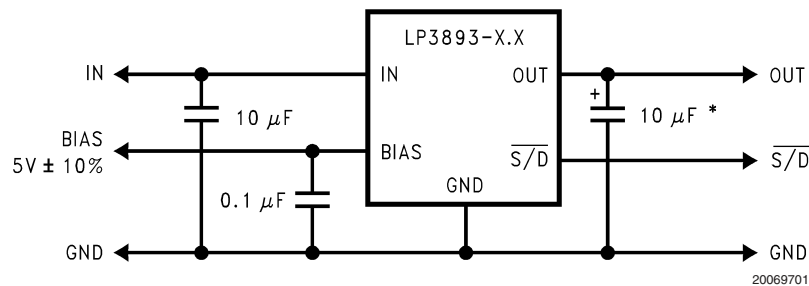 LP3893-X.X
IN
IN
OUT
OUT
10 μF
+
10 μF *
BIAS
5V ± 10%
BIAS
S/D
S/D
GND
0.1 μF
GND
GND
20069701